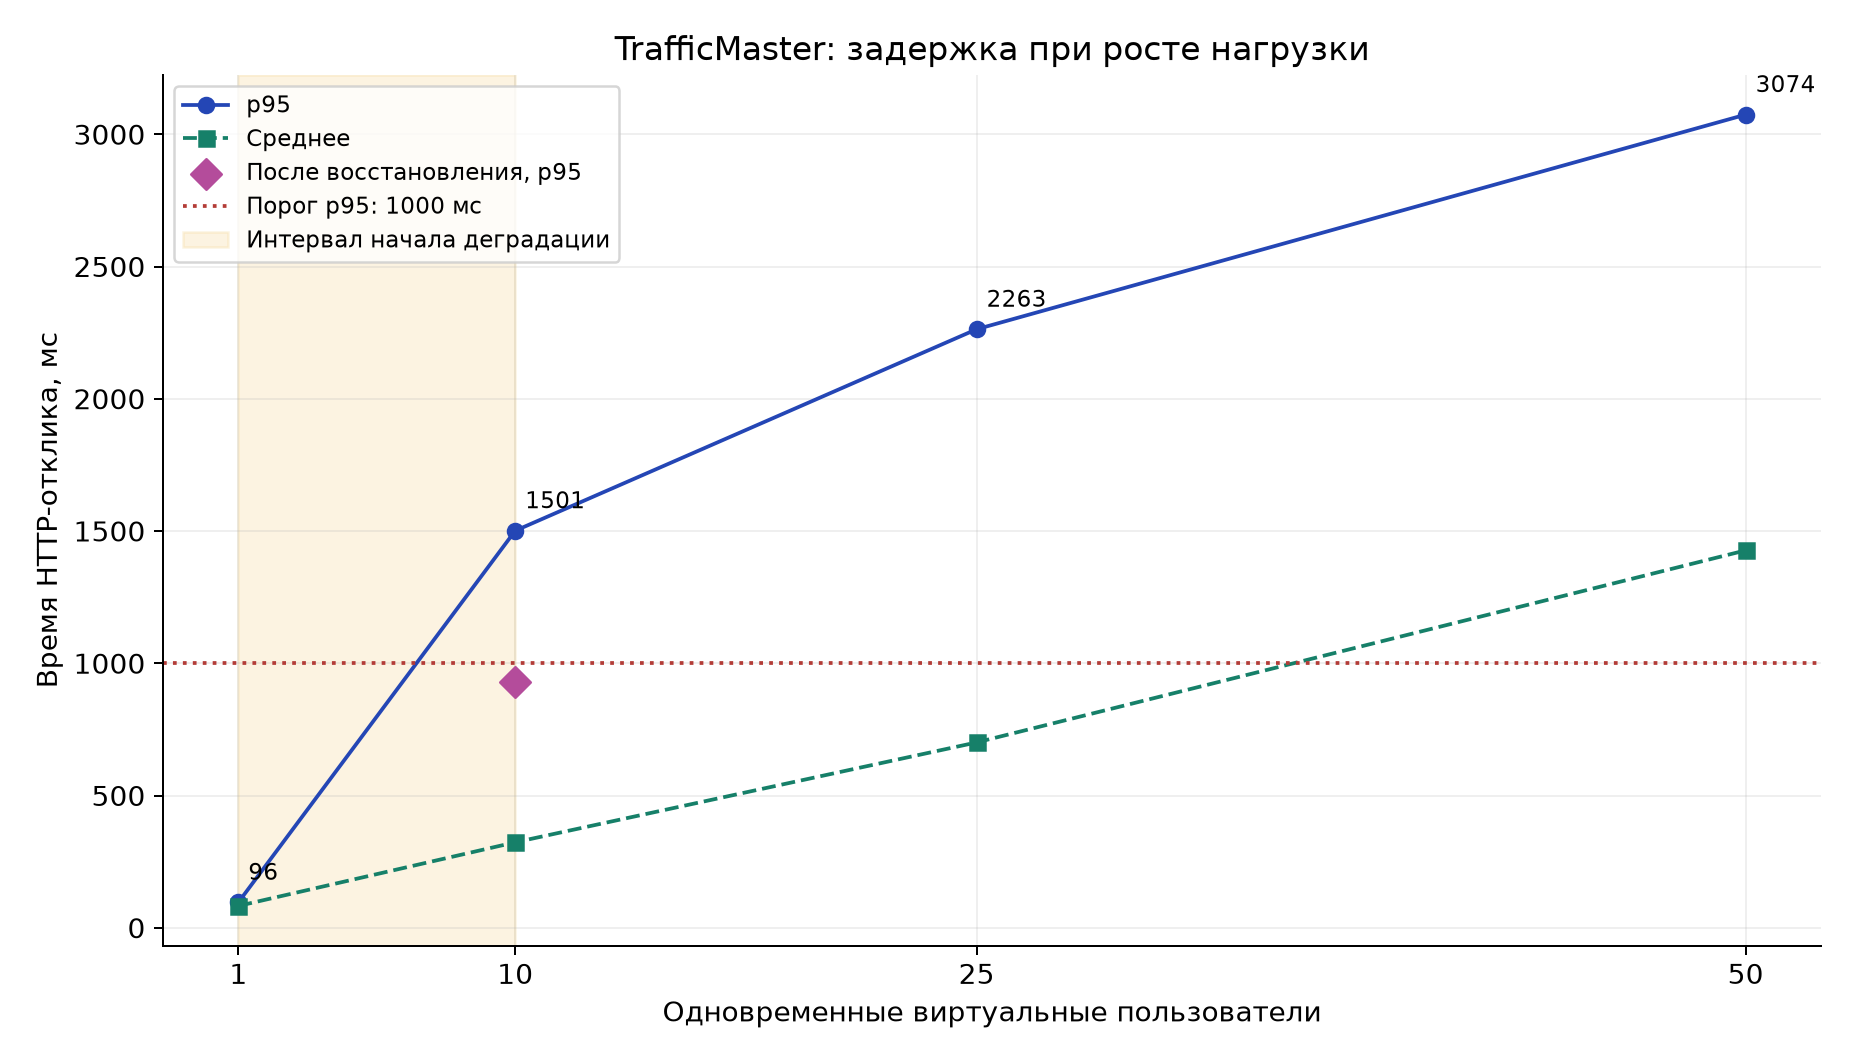 TrafficMaster: задержка при росте нагрузки
p95
Среднее
После восстановления, p95
Порог p95: 1000 мс
Интервал начала деградации
Время HTTP-отклика, мс
3000
2500
2000
1500
1000
500
0
96
1501
2263
3074
1
10
25
50
Одновременные виртуальные пользователи